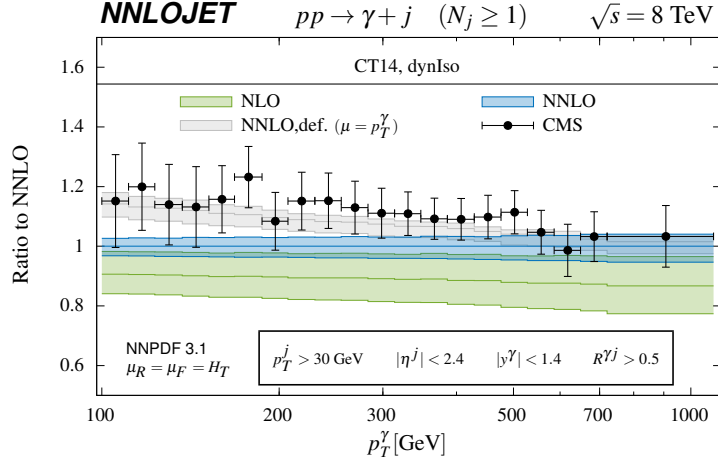 NNLOJET pp → γ + j (N_j ≥ 1) √s = 8 TeV
CT14, dynIso
NLO NNLO
NNLO,def. (μ = p_T^γ) CMS
Ratio to NNLO
1.6
1.4
1.2
1
0.8
0.6
NNPDF 3.1
μ_R = μ_F = H_T
p_T^j > 30 GeV |η^j| < 2.4 |y^γ| < 1.4 R^{γj} > 0.5
100 200 300 500 700 1000
p_T^γ [GeV]